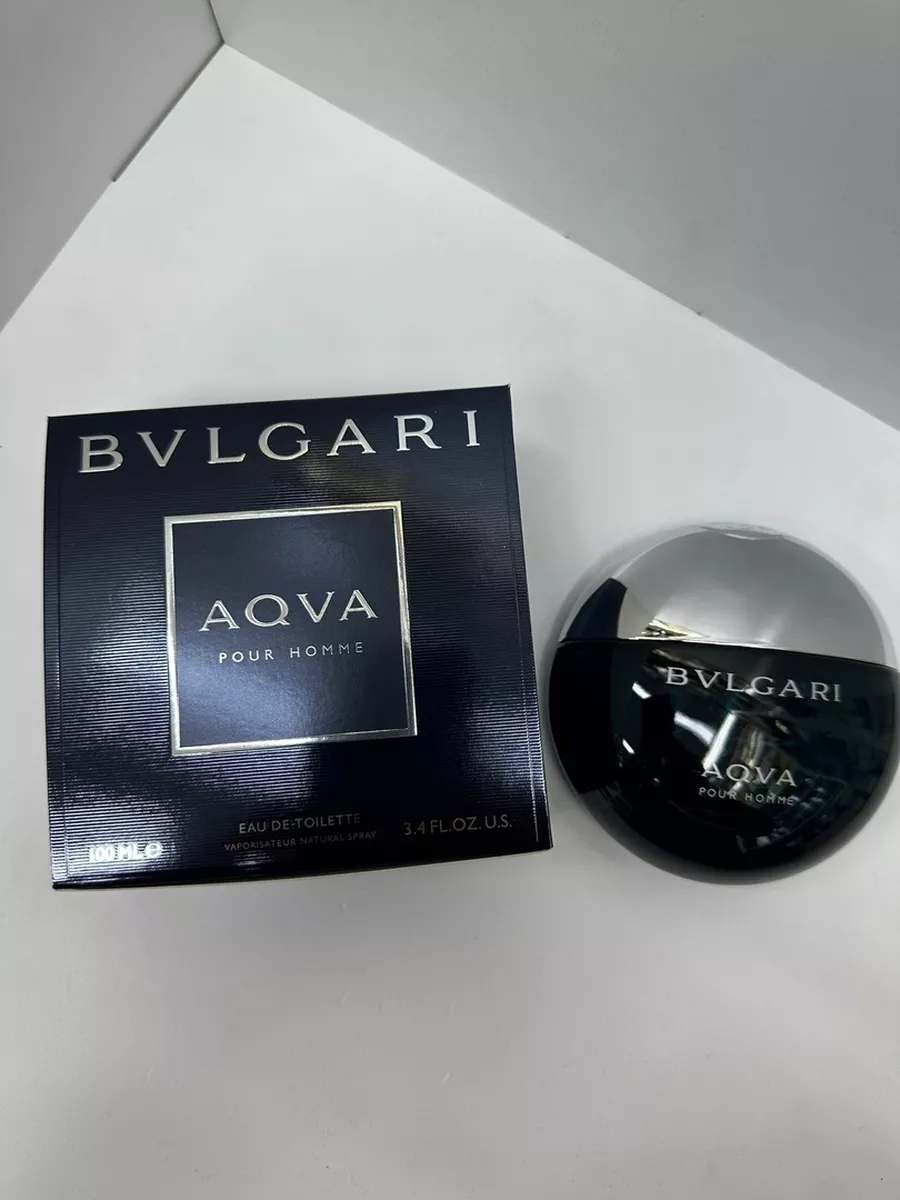 BVLGARI
AQVA
POUR HOMME
EAU DE TOILETTE
VAPORISATEUR NATURAL SPRAY
100 ML e
3.4 FL.OZ. U.S.
BVLGARI
AQVA
POUR HOMME